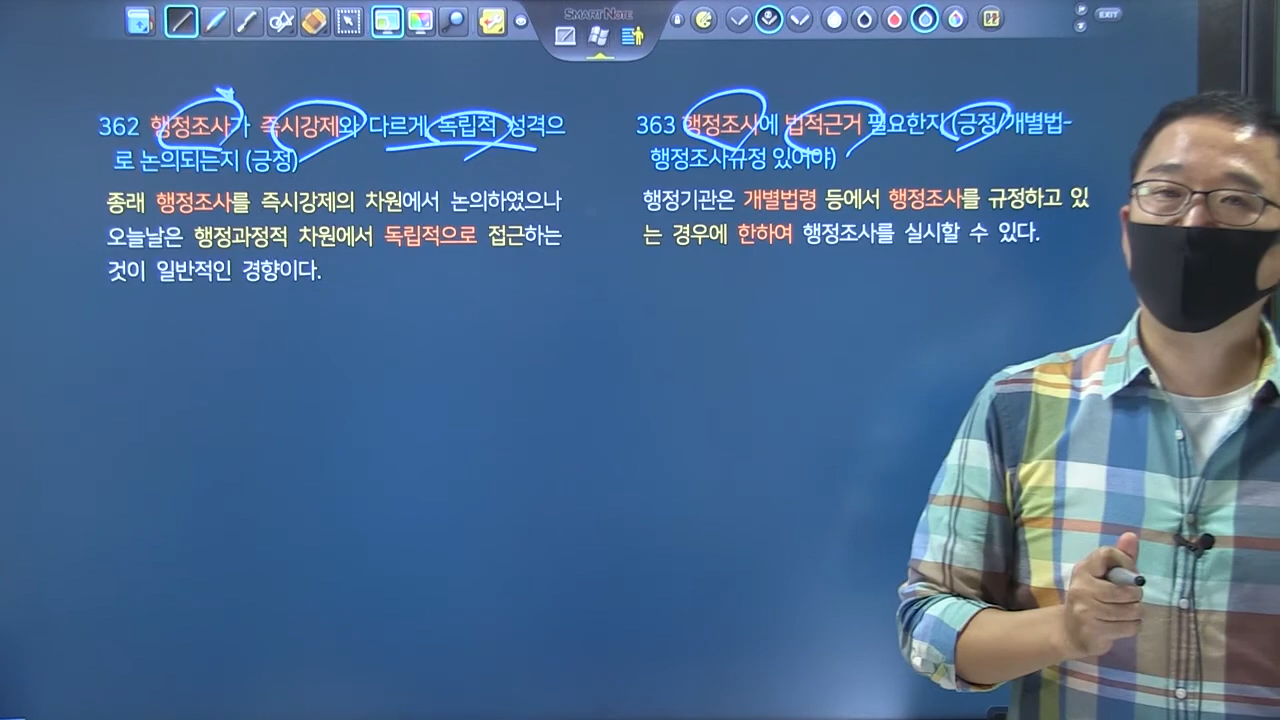 SMARTNOTE
EXIT
362 행정조사가 즉시강제와 다르게 독립적 성격으
로 논의되는지 (긍정)
종래 행정조사를 즉시강제의 차원에서 논의하였으나
오늘날은 행정과정적 차원에서 독립적으로 접근하는
것이 일반적인 경향이다.
363 행정조사에 법적근거 필요한지 (긍정/개별법-
행정조사규정 있어야)
행정기관은 개별법령 등에서 행정조사를 규정하고 있
는 경우에 한하여 행정조사를 실시할 수 있다.